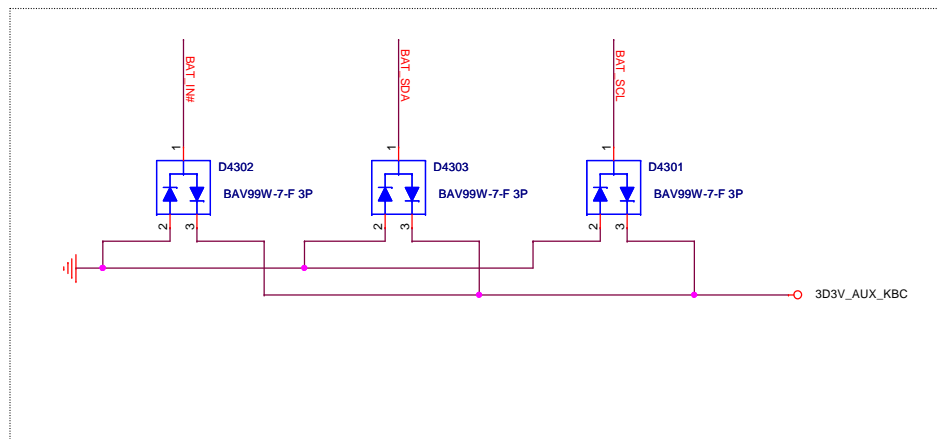 BAT_IN#
BAT_SDA
BAT_SCL
1
D4302
BAV99W-7-F 3P
2
3
1
D4303
BAV99W-7-F 3P
2
3
1
D4301
BAV99W-7-F 3P
2
3
3D3V_AUX_KBC